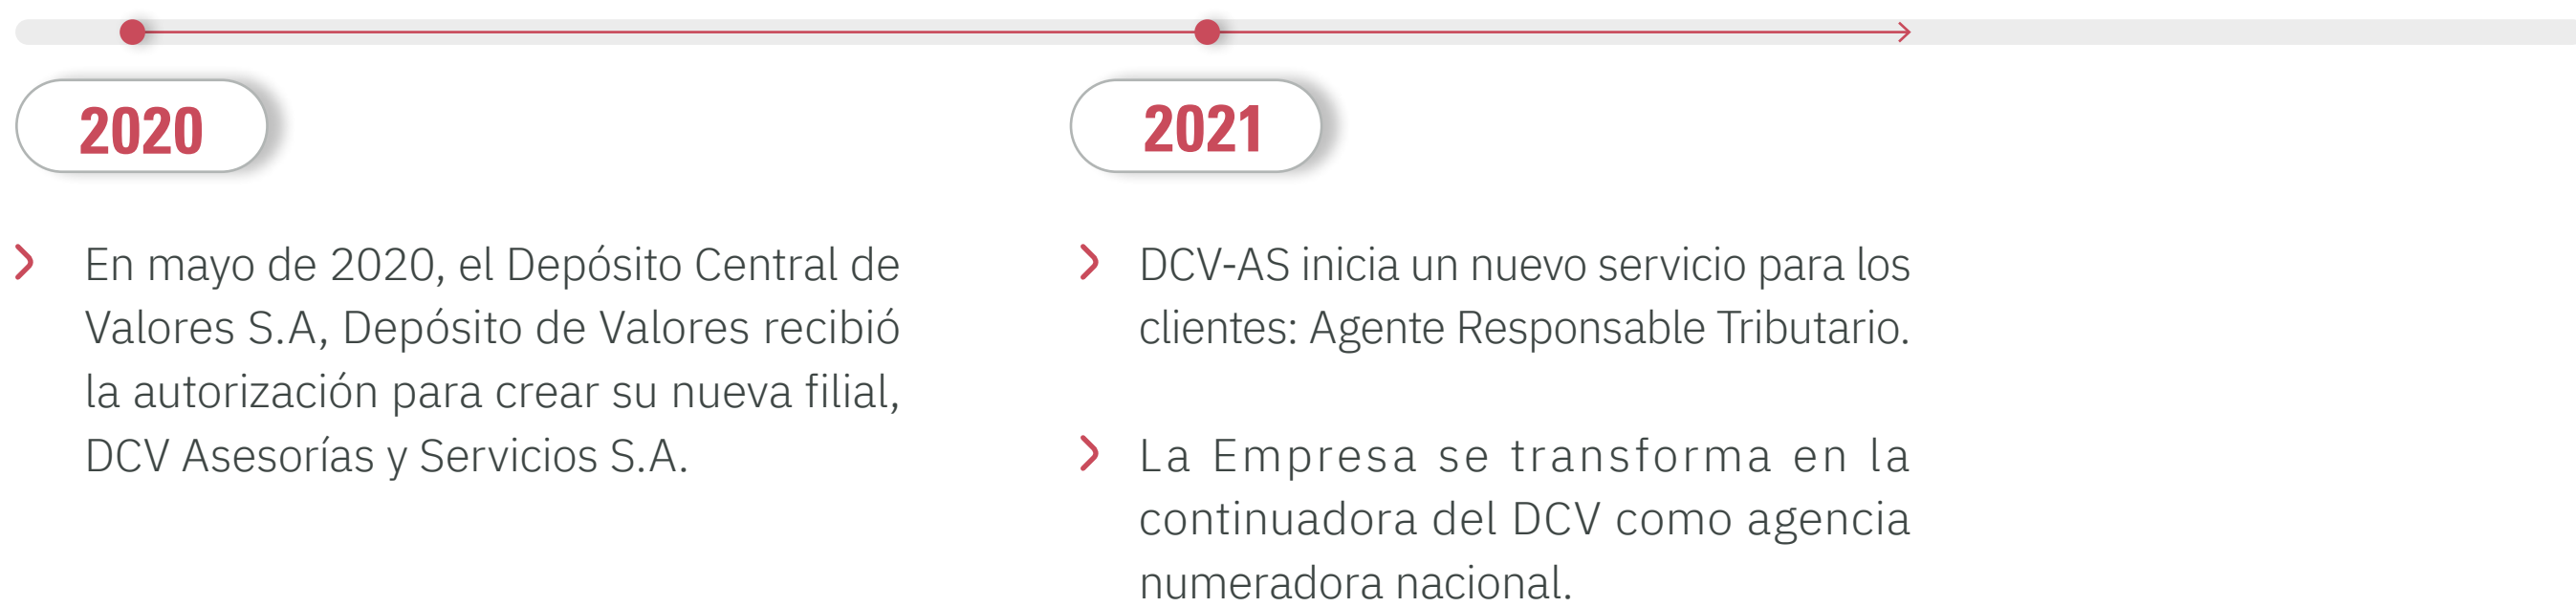 2020
En mayo de 2020, el Depósito Central de
Valores S.A, Depósito de Valores recibió
la autorización para crear su nueva filial,
DCV Asesorías y Servicios S.A.
2021
DCV-AS inicia un nuevo servicio para los
clientes: Agente Responsable Tributario.
La Empresa se transforma en la
continuadora del DCV como agencia
numeradora nacional.